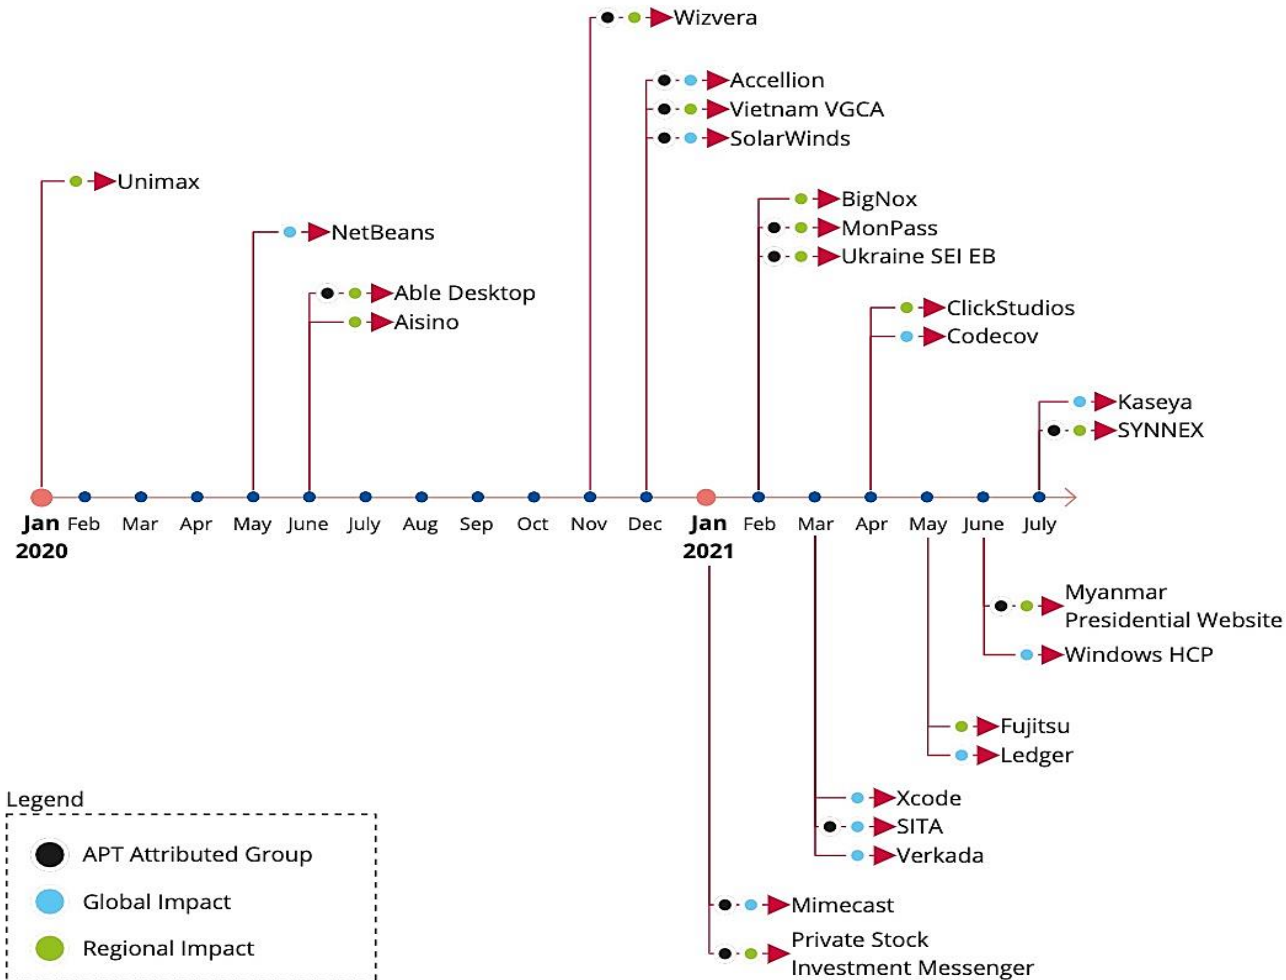 Wizvera
Accellion
Vietnam VGCA
SolarWinds
Unimax
BigNox
NetBeans
MonPass
Ukraine SEI EB
Able Desktop
ClickStudios
Aisino
Codecov
Kaseya
SYNNEX
Jan Feb Mar Apr May June July Aug Sep Oct Nov Dec Jan Feb Mar Apr May June July
2020 2021
Myanmar
Presidential Website
Windows HCP
Fujitsu
Ledger
Xcode
SITA
Verkada
Mimecast
Private Stock
Investment Messenger
Legend
APT Attributed Group
Global Impact
Regional Impact